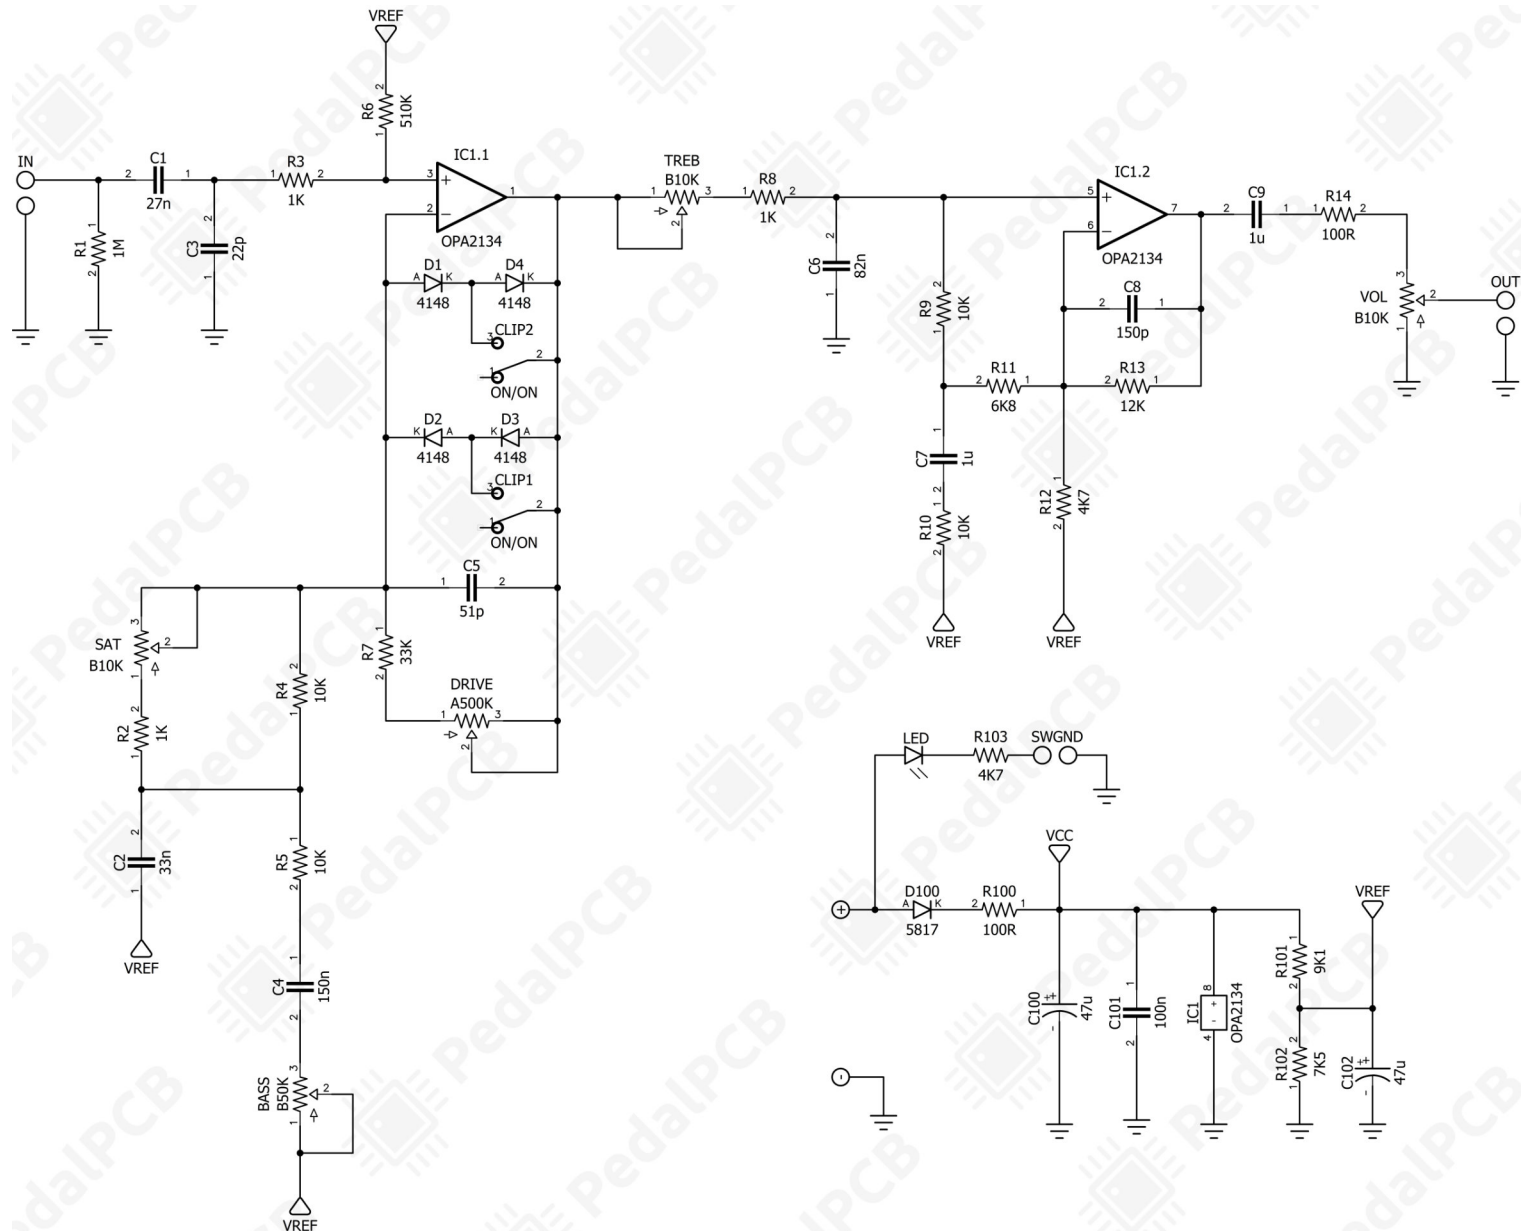 VREF
R6
510K
IN
C1
27n
R3
1K
R1
1M
C3
22p
IC1.1
OPA2134
TREB
B10K
R8
1K
C6
82n
IC1.2
OPA2134
C9
1u
R14
100R
VOL
B10K
OUT
D1
4148
D4
4148
CLIP2
ON/ON
D2
4148
D3
4148
CLIP1
ON/ON
C8
150p
R9
10K
R11
6K8
R13
12K
C7
1u
R10
10K
R12
4K7
VREF
VREF
C5
51p
SAT
B10K
R2
1K
R4
10K
R7
33K
DRIVE
A500K
C2
33n
VREF
R5
10K
C4
150n
BASS
B50K
VREF
LED
R103
4K7
SWGND
VCC
D100
5817
R100
100R
VREF
C100
47u
C101
100n
IC1
OPA2134
R101
9K1
R102
7K5
C102
47u
PedalPCB